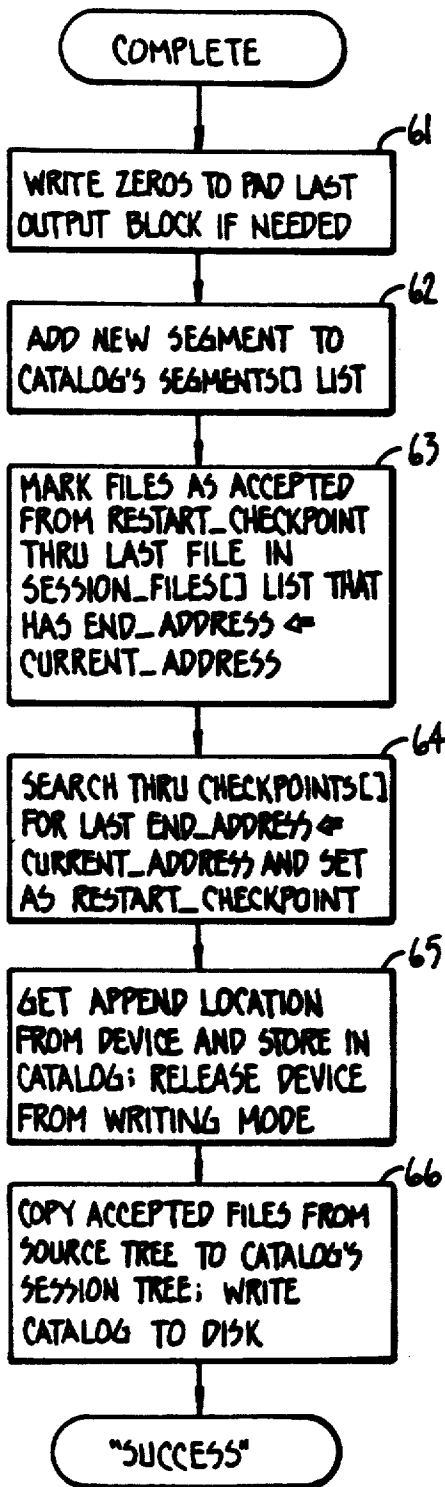 COMPLETE
61
WRITE ZEROS TO PAD LAST
OUTPUT BLOCK IF NEEDED
62
ADD NEW SEGMENT TO
CATALOG'S SEGMENTS[] LIST
63
MARK FILES AS ACCEPTED
FROM RESTART_CHECKPOINT
THRU LAST FILE IN
SESSION_FILES[] LIST THAT
HAS END_ADDRESS <=
CURRENT_ADDRESS
64
SEARCH THRU CHECKPOINTS[]
FOR LAST END_ADDRESS <=
CURRENT_ADDRESS AND SET
AS RESTART_CHECKPOINT
65
GET APPEND LOCATION
FROM DEVICE AND STORE IN
CATALOG; RELEASE DEVICE
FROM WRITING MODE
66
COPY ACCEPTED FILES FROM
SOURCE TREE TO CATALOG'S
SESSION TREE; WRITE
CATALOG TO DISK
"SUCCESS"